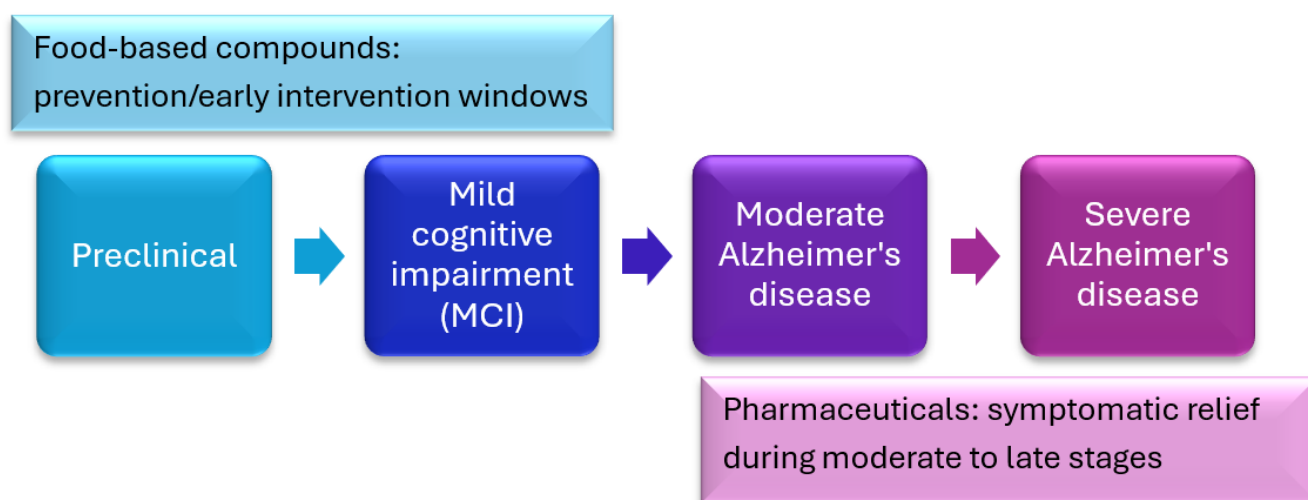 Food-based compounds:
prevention/early intervention windows
Preclinical
Mild
cognitive
impairment
(MCI)
Moderate
Alzheimer's
disease
Severe
Alzheimer's
disease
Pharmaceuticals: symptomatic relief
during moderate to late stages